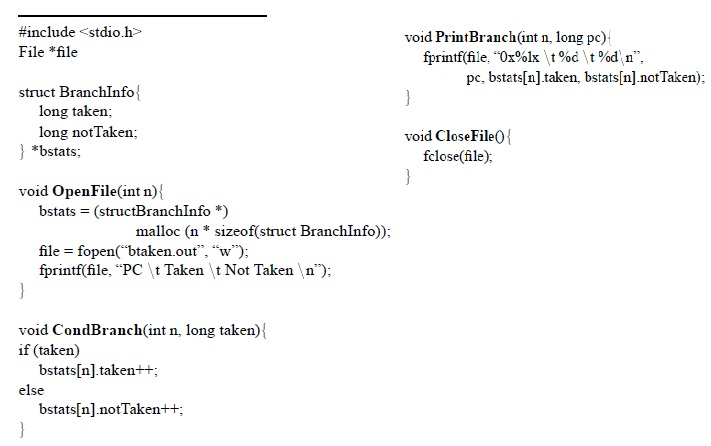 #include <stdio.h>
File *file
struct BranchInfo{
long taken;
long notTaken;
} *bstats;
void OpenFile(int n){
bstats = (structBranchInfo *)
malloc (n * sizeof(struct BranchInfo));
file = fopen(“btaken.out”, “w”);
fprintf(file, “PC \t Taken \t Not Taken \n”);
}
void CondBranch(int n, long taken){
if (taken)
bstats[n].taken++;
else
bstats[n].notTaken++;
}
void PrintBranch(int n, long pc){
fprintf(file, “0x%lx \t %d \t %d\n”,
pc, bstats[n].taken, bstats[n].notTaken);
}
void CloseFile(){
fclose(file);
}